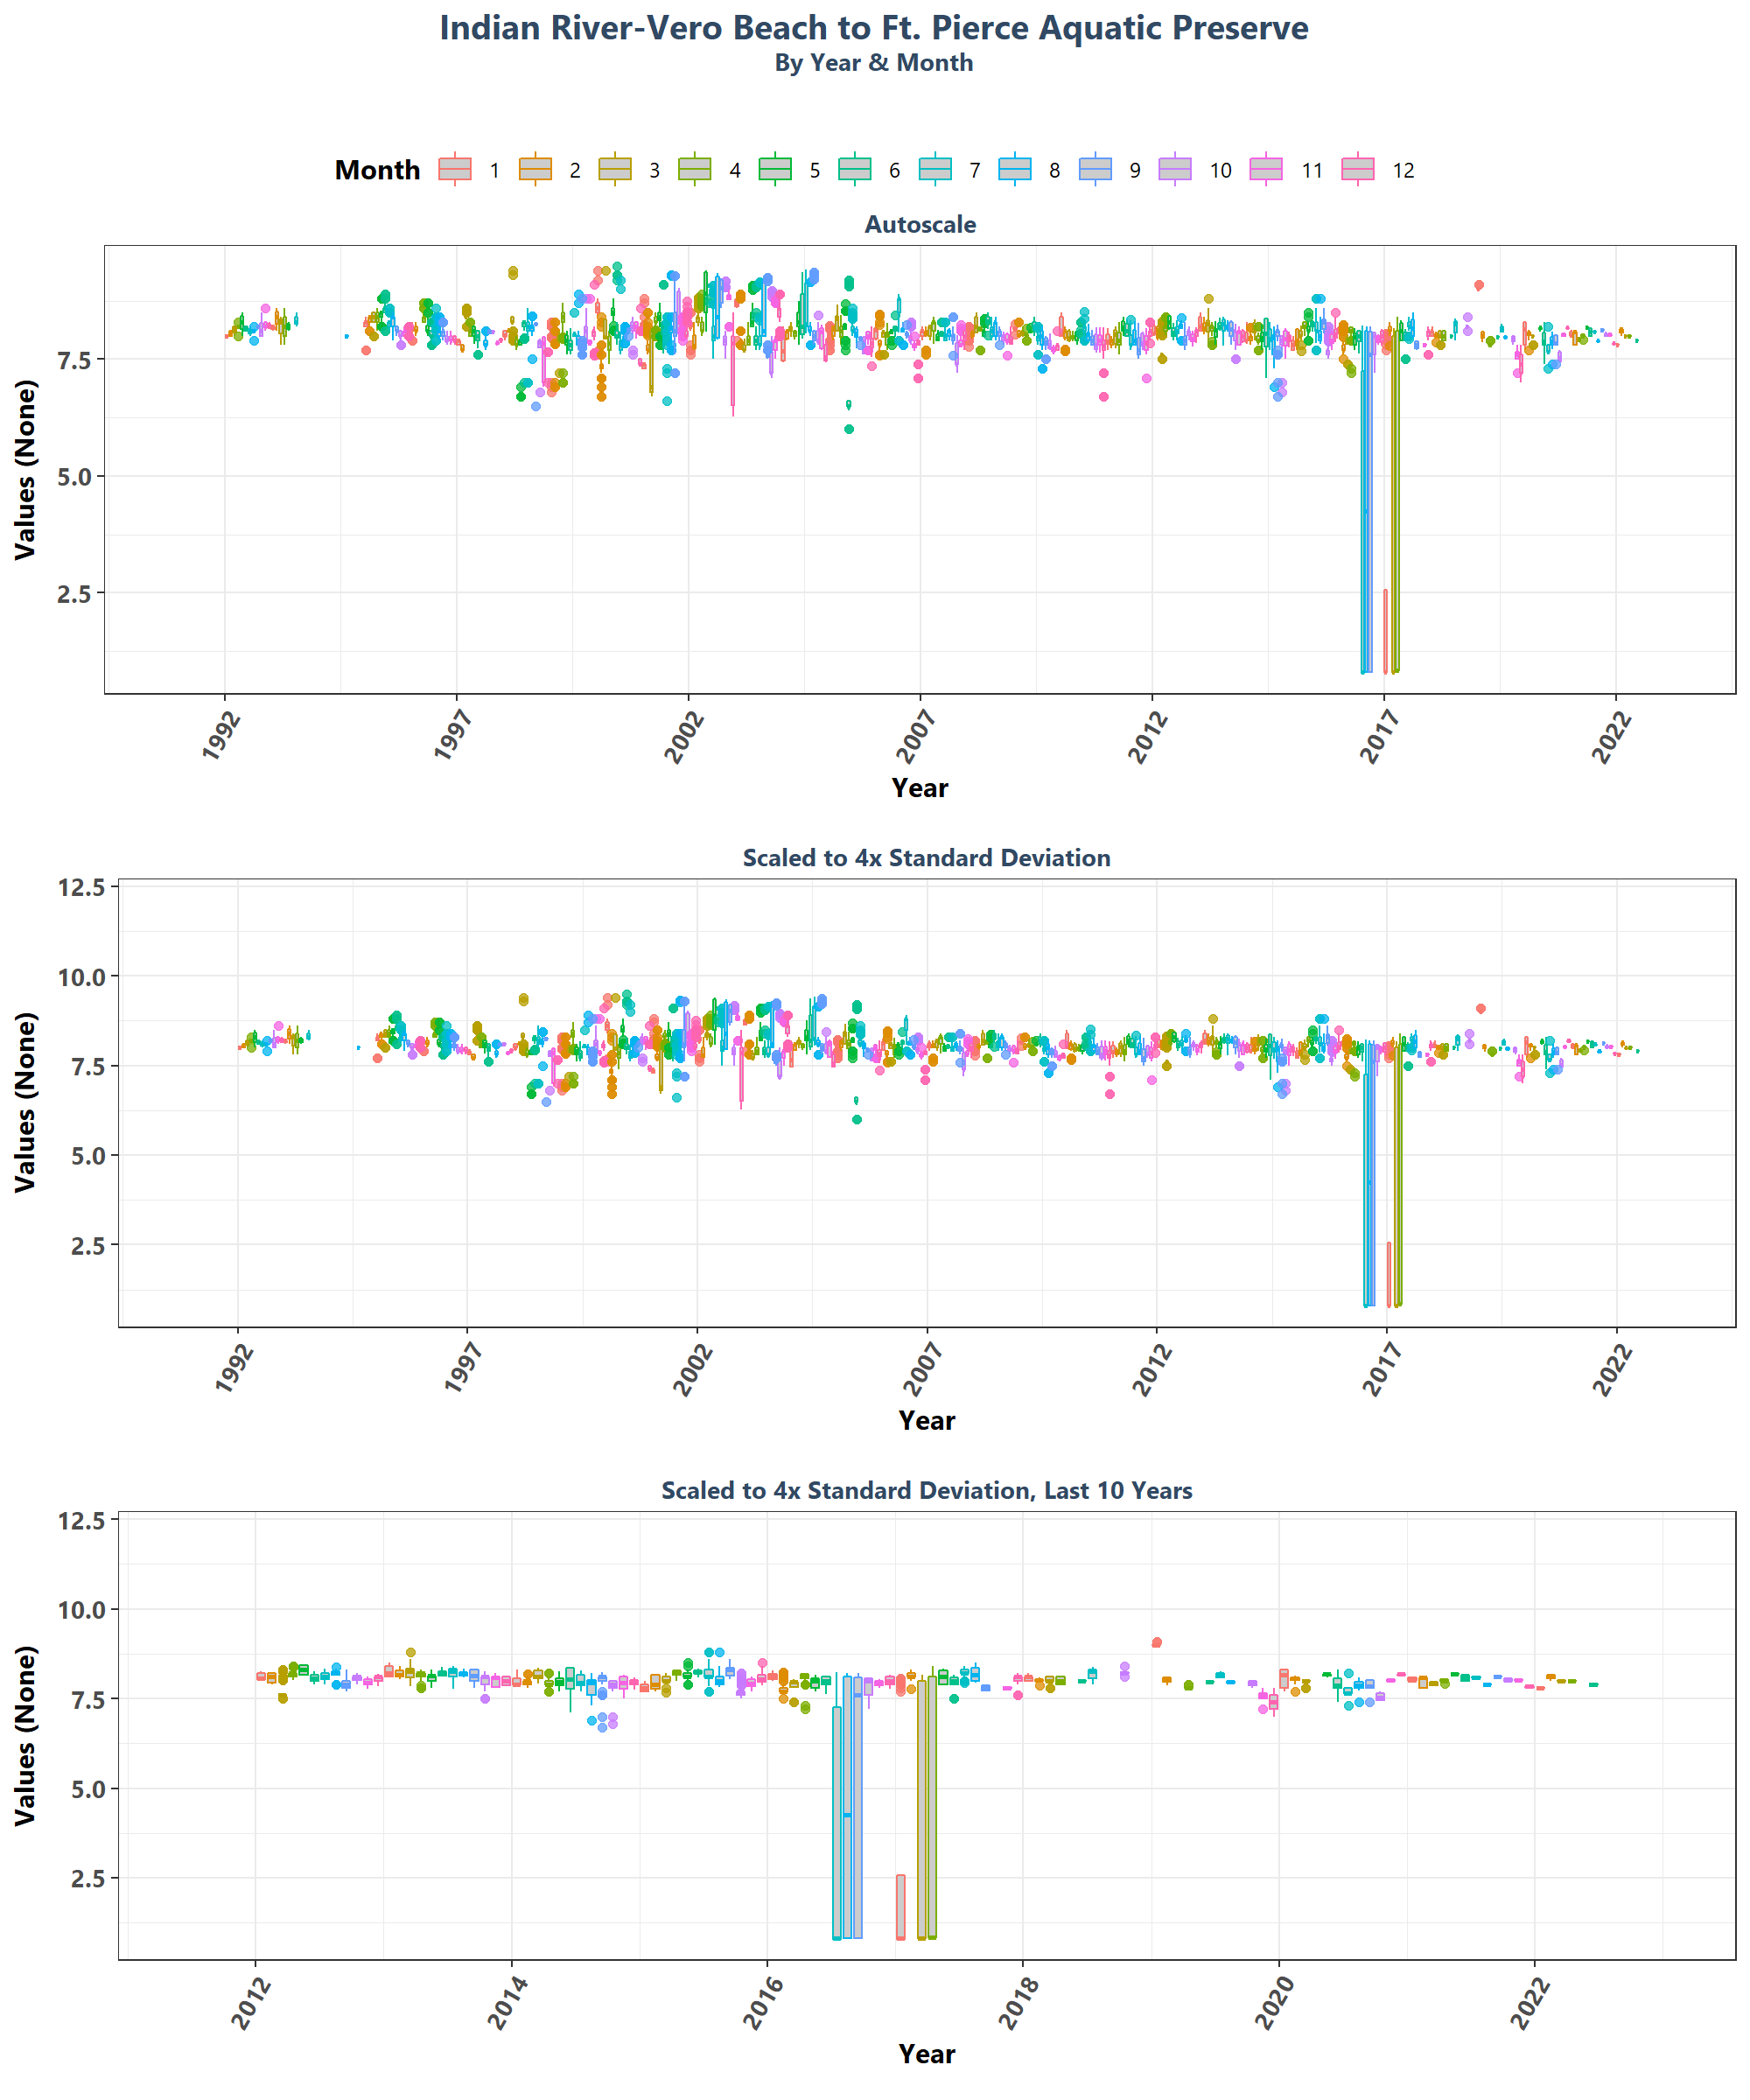 Indian River-Vero Beach to Ft. Pierce Aquatic Preserve
By Year & Month
Month 1 2 3 4 5 6 7 8 9 10 11 12
Autoscale
Values (None)
7.5
5.0
2.5
1992 1997 2002 2007 2012 2017 2022
Year
Scaled to 4x Standard Deviation
Values (None)
12.5
10.0
7.5
5.0
2.5
1992 1997 2002 2007 2012 2017 2022
Year
Scaled to 4x Standard Deviation, Last 10 Years
Values (None)
12.5
10.0
7.5
5.0
2.5
2012 2014 2016 2018 2020 2022
Year